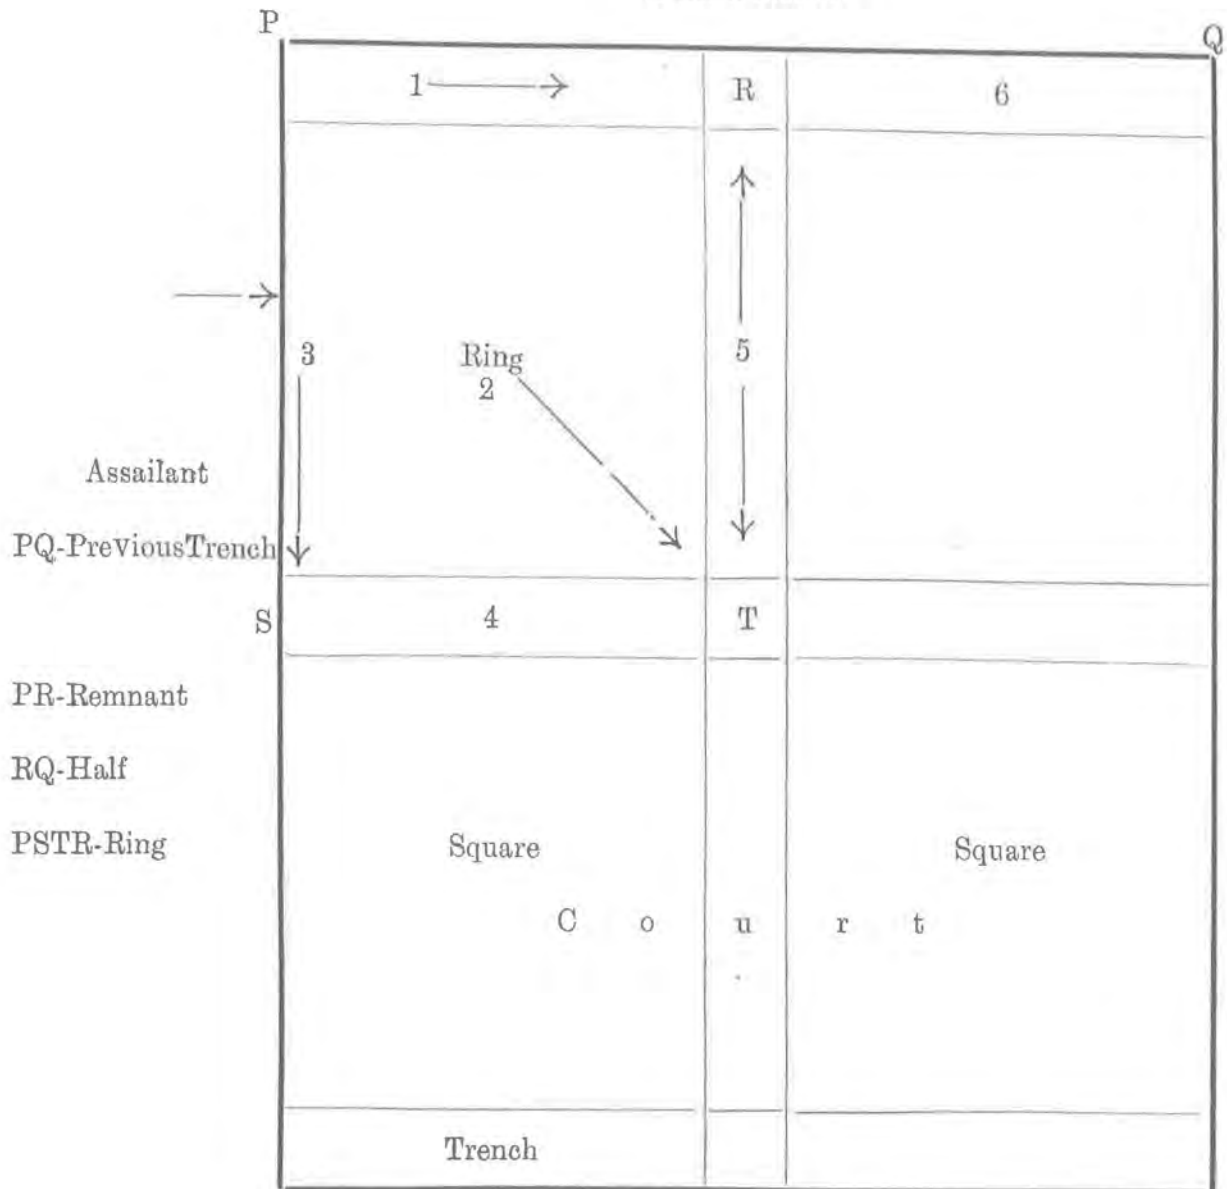 P Q
1 R 6
3 Ring 5
2
Assailant
PQ-PreviousTrench
S 4 T
PR-Remnant
RQ-Half
PSTR-Ring Square Square
C o u r t
Trench